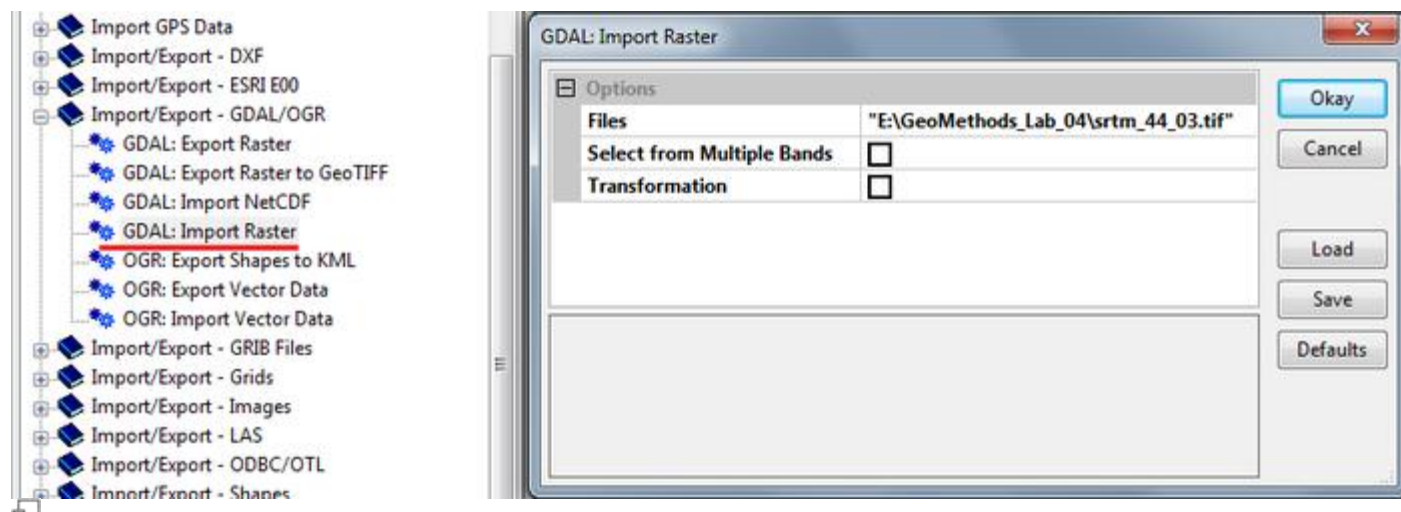 Import GPS Data
Import/Export - DXF
Import/Export - ESRI E00
Import/Export - GDAL/OGR
GDAL: Export Raster
GDAL: Export Raster to GeoTIFF
GDAL: Import NetCDF
GDAL: Import Raster
OGR: Export Shapes to KML
OGR: Export Vector Data
OGR: Import Vector Data
Import/Export - GRIB Files
Import/Export - Grids
Import/Export - Images
Import/Export - LAS
Import/Export - ODBC/OTL
Import/Export - Shapes
GDAL: Import Raster
Options
Files "E:\GeoMethods_Lab_04\srtm_44_03.tif"
Select from Multiple Bands
Transformation
Okay
Cancel
Load
Save
Defaults